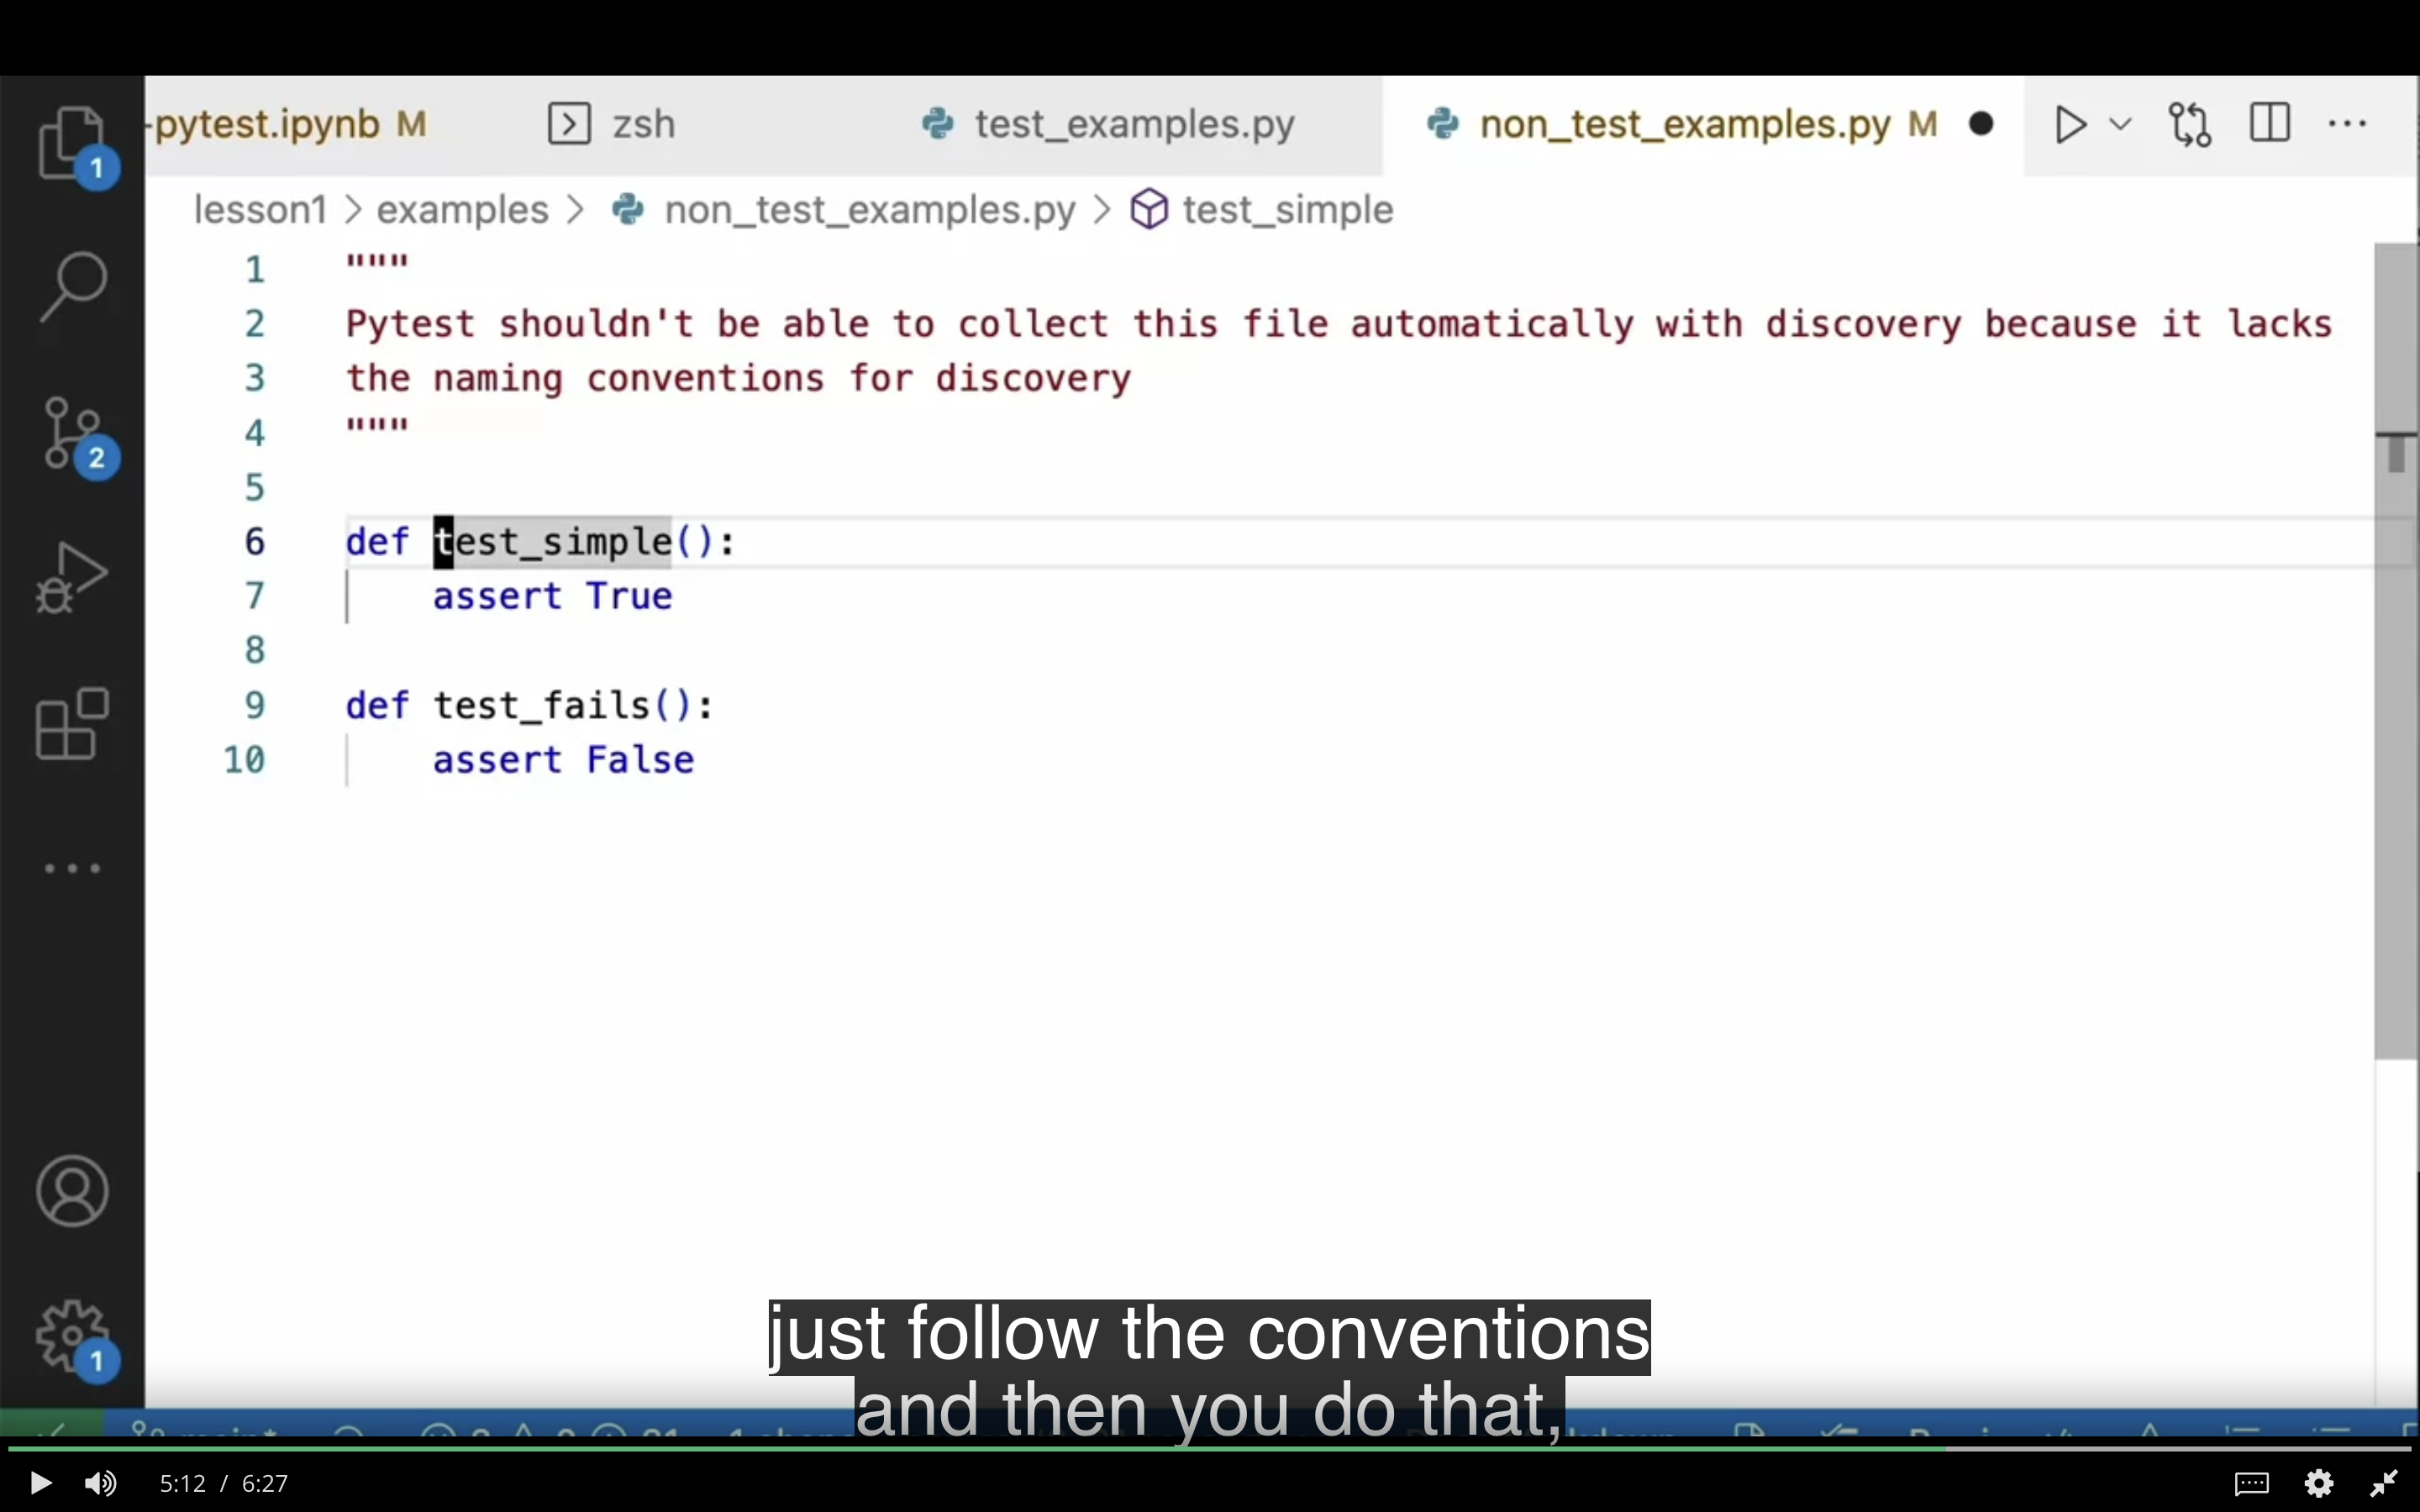 -pytest.ipynb M
zsh
test_examples.py
non_test_examples.py M
1
lesson1 > examples > non_test_examples.py > test_simple
1 """
2 Pytest shouldn't be able to collect this file automatically with discovery because it lacks
3 the naming conventions for discovery
4 """
5
6 def test_simple():
7 assert True
8
9 def test_fails():
10 assert False
2
1
just follow the conventions
and then you do that,
5:12 / 6:27